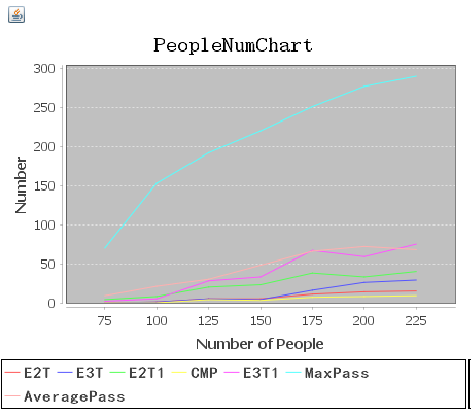 PeopleNumChart
Number
300
250
200
150
100
50
0
75 100 125 150 175 200 225
Number of People
E2T E3T E2T1 CMP E3T1 MaxPass
AveragePass